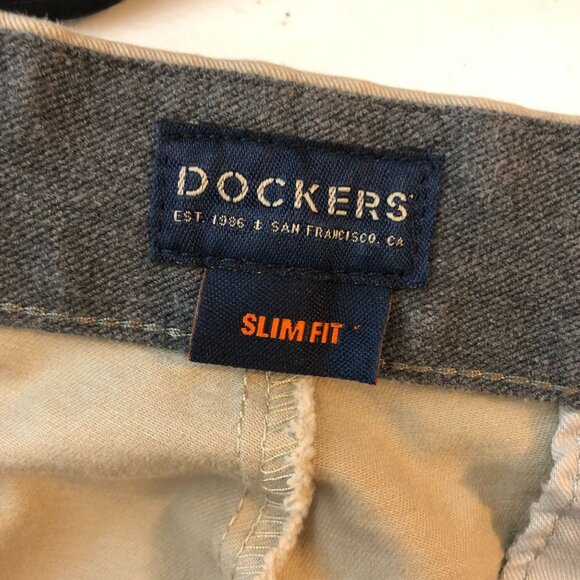 DOCKERS
EST. 1986 ⚓ SAN FRANCISCO, CA
SLIM FIT